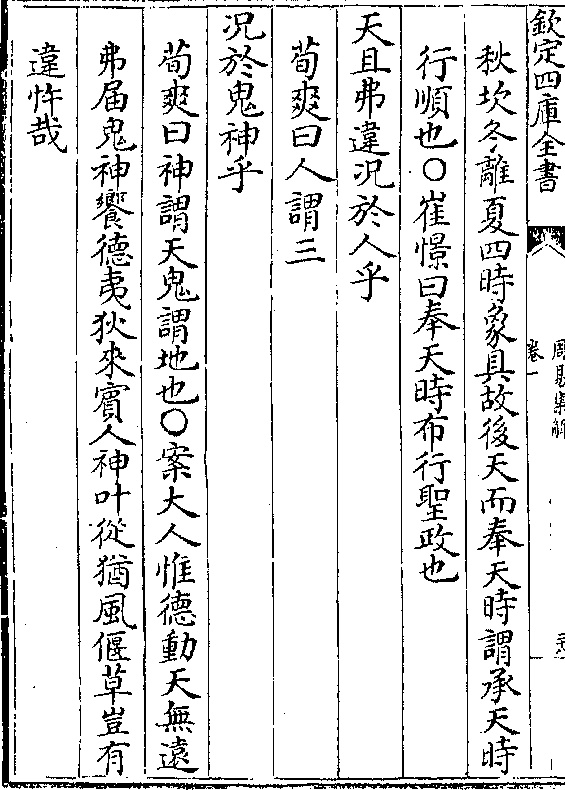 欽定四庫全書
周易集解
卷一
秋坎冬離夏四時象具故後天而奉天時謂承天時
行順也○崔憬曰奉天時布行聖政也
天且弗違况於人乎
荀爽曰人謂三
况於鬼神乎
荀爽曰神謂天鬼謂地也○案大人惟德動天無遠
弗届鬼神饗德夷狄來賓人神叶從猶風偃草豈有
違忤哉